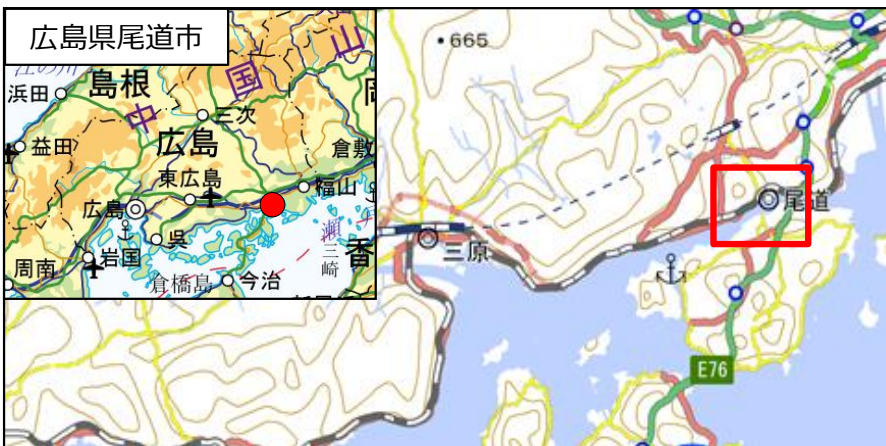 広島県尾道市
島根
中
国
山
浜田
三次
益田
広島
倉敷
東広島
福山
広島
呉
岩国
瀬
香
三崎
周南
倉橋島
今治
・665
尾道
三原
E76